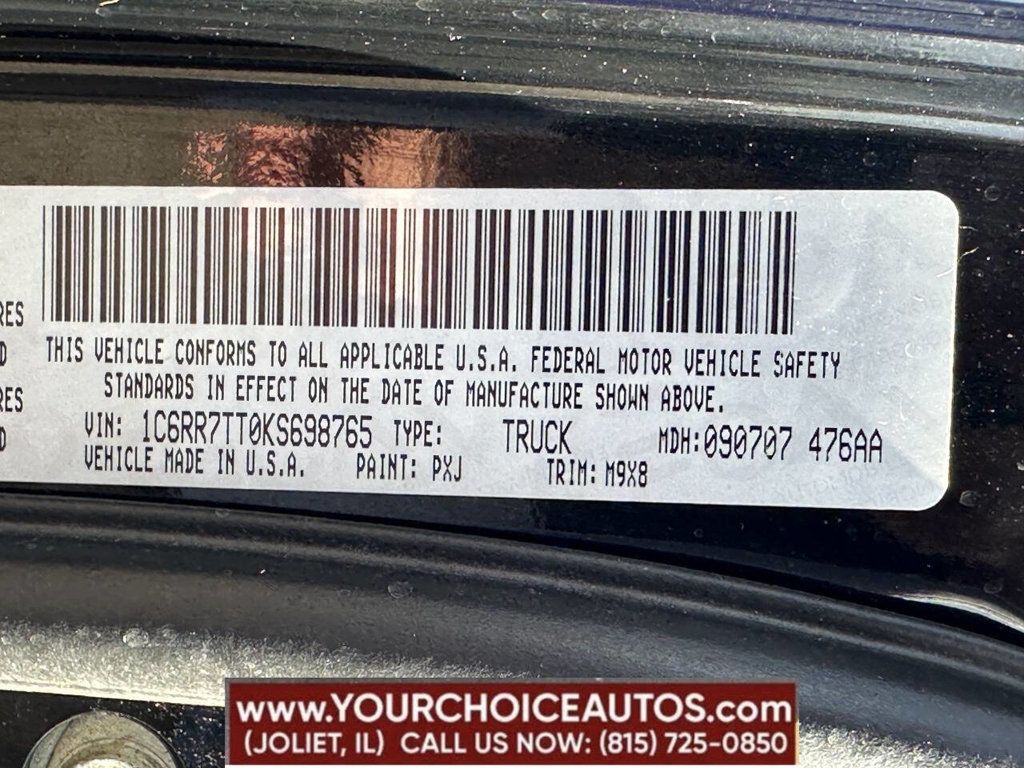 RES
D
RES
D
THIS VEHICLE CONFORMS TO ALL APPLICABLE U.S.A. FEDERAL MOTOR VEHICLE SAFETY
STANDARDS IN EFFECT ON THE DATE OF MANUFACTURE SHOWN ABOVE.
VIN: 1C6RR7TT0KS698765 TYPE: TRUCK MDH:090707 476AA
VEHICLE MADE IN U.S.A. PAINT: PXJ TRIM: M9X8
www.YOURCHOICEAUTOS.com
(JOLIET, IL) CALL US NOW: (815) 725-0850